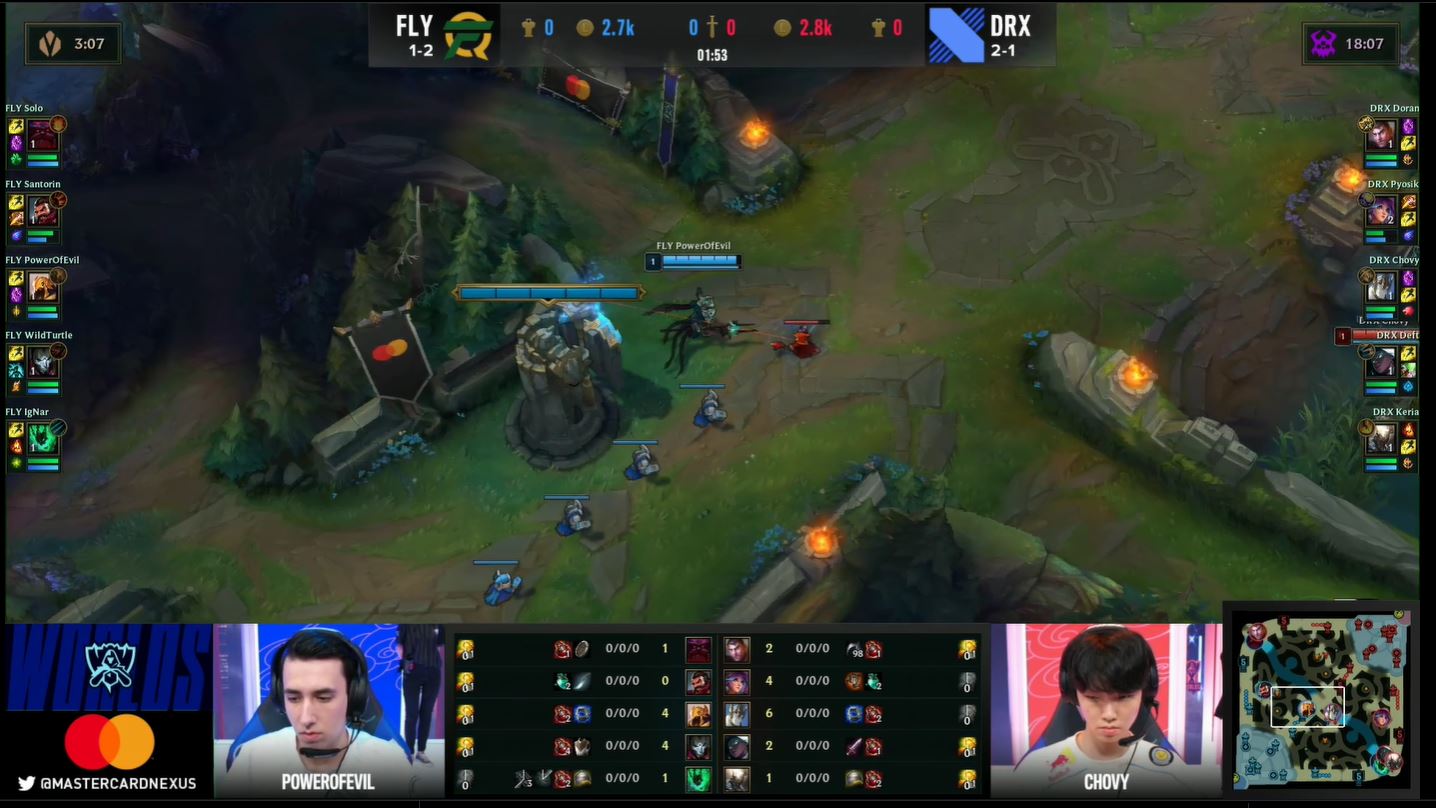 3:07
FLY
1-2
0
2.7k
0
0
2.8k
0
01:53
DRX
2-1
18:07
FLY Solo
1
FLY Santorin
1
FLY PowerOfEvil
1
FLY WildTurtle
1
FLY IgNar
1
DRX Doran
1
DRX Pyosik
2
DRX Chovy
1
DRX Deft
1
DRX Keria
1
FLY PowerOfEvil
1
WORLDS
@MASTERCARDNEXUS
POWEROFEVIL
0/0/0 1 2 0/0/0 98
0/0/0 0 4 0/0/0
0/0/0 4 6 0/0/0
0/0/0 4 2 0/0/0
0/0/0 1 1 0/0/0
CHOVY